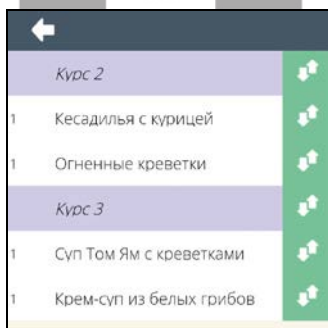 Курс 2
1 Кесадилья с курицей
1 Огненные креветки
Курс 3
1 Суп Том Ям с креветками
1 Крем-суп из белых грибов